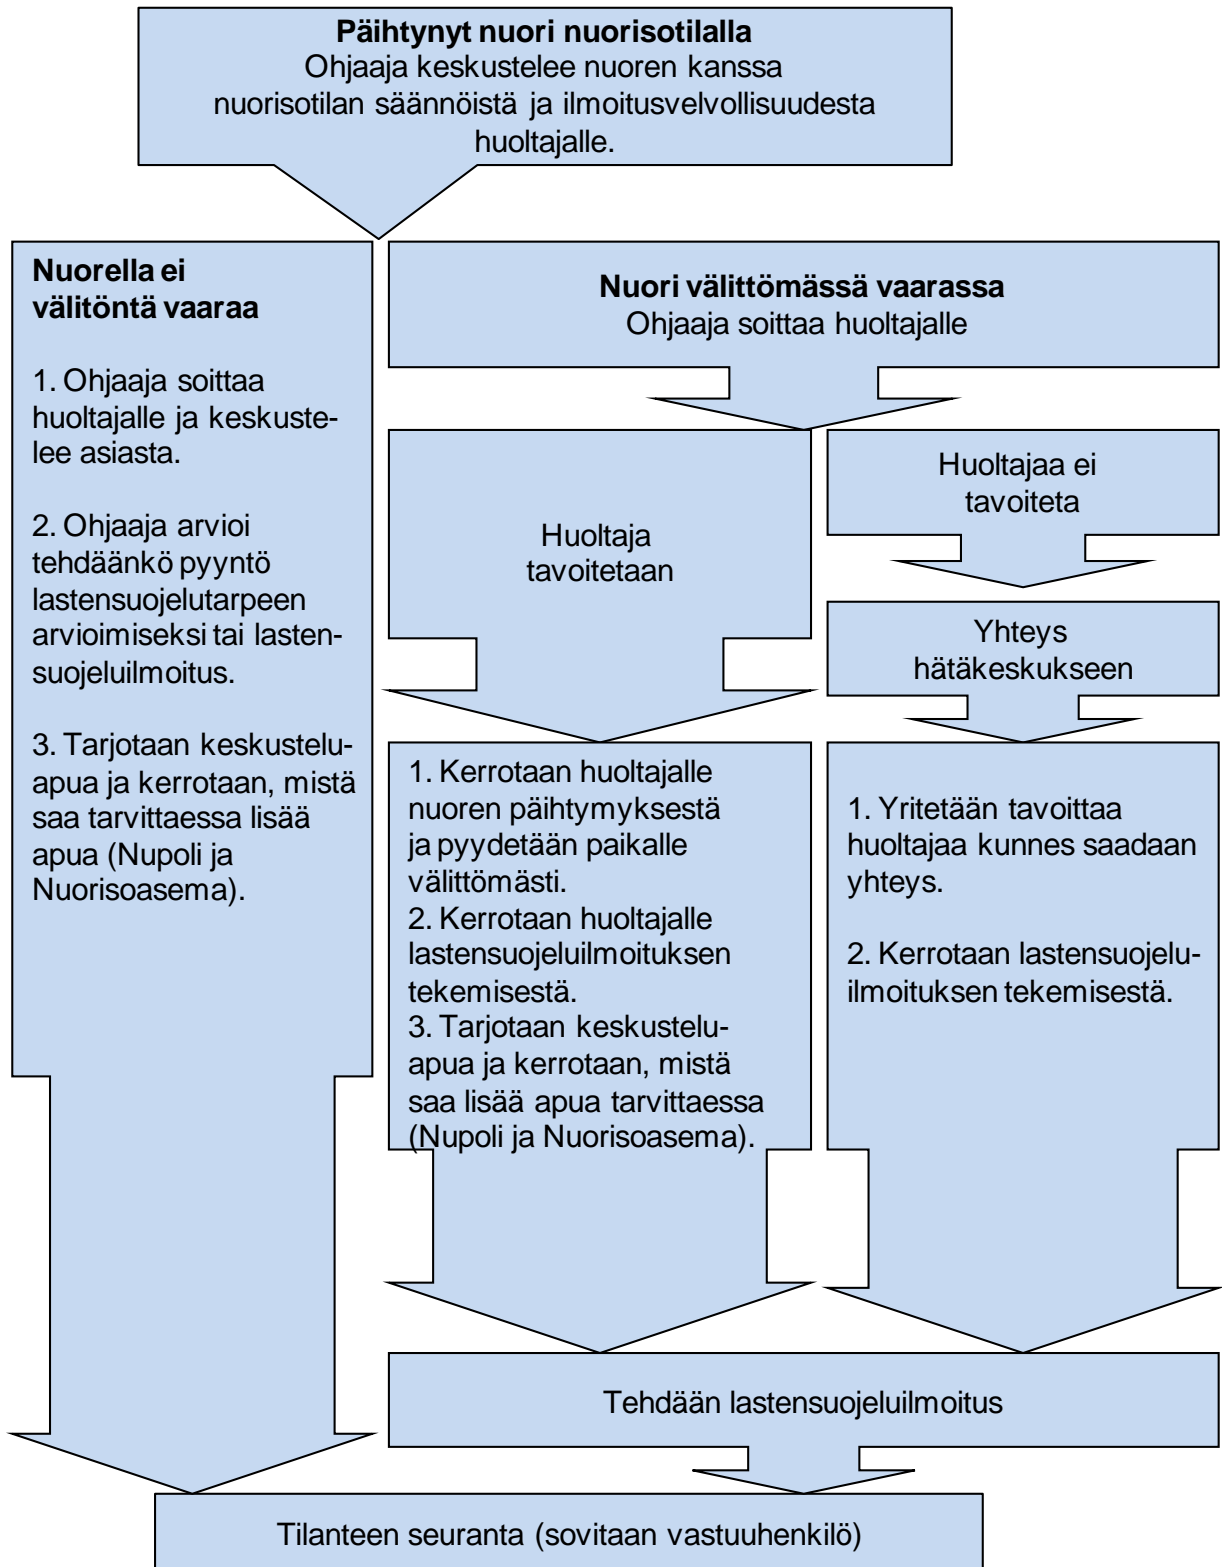 Päihtynyt nuori nuorisotilalla
Ohjaaja keskustelee nuoren kanssa
nuorisotilan säännöistä ja ilmoitusvelvollisuudesta
huoltajalle.
Nuorella ei
välitöntä vaaraa
1. Ohjaaja soittaa
huoltajalle ja keskuste-
lee asiasta.
2. Ohjaaja arvioi
tehdäänkö pyyntö
lastensuojelutarpeen
arvioimiseksi tai lasten-
suojeluilmoitus.
3. Tarjotaan keskustelu-
apua ja kerrotaan, mistä
saa tarvittaessa lisää
apua (Nupoli ja
Nuorisoasema).
Nuori välittömässä vaarassa
Ohjaaja soittaa huoltajalle
Huoltaja
tavoitetaan
1. Kerrotaan huoltajalle
nuoren päihtymyksestä
ja pyydetään paikalle
välittömästi.
2. Kerrotaan huoltajalle
lastensuojeluilmoituksen
tekemisestä.
3. Tarjotaan keskustelu-
apua ja kerrotaan, mistä
saa lisää apua tarvittaessa
(Nupoli ja Nuorisoasema).
Huoltajaa ei
tavoiteta
Yhteys
hätäkeskukseen
1. Yritetään tavoittaa
huoltajaa kunnes saadaan
yhteys.
2. Kerrotaan lastensuojelu-
ilmoituksen tekemisestä.
Tehdään lastensuojeluilmoitus
Tilanteen seuranta (sovitaan vastuuhenkilö)